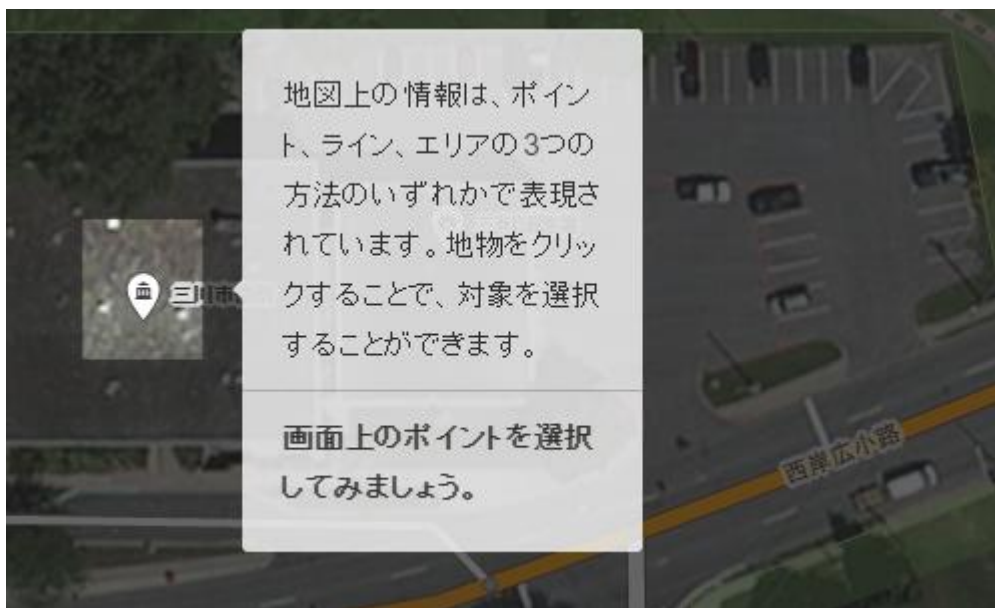 地図上の情報は、ポイン
ト、ライン、エリアの3つの
方法のいずれかで表現さ
れています。地物をクリッ
クすることで、対象を選択
することができます。
三川市
画面上のポイントを選択
してみましょう。
西岸広小路